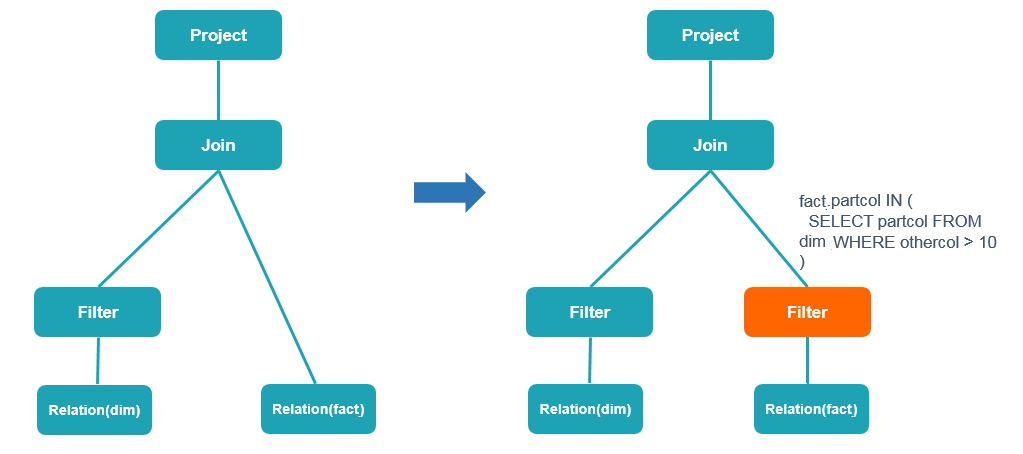 Project
Join
Filter
Relation(dim)
Relation(fact)
Project
Join
fact.partcol IN (
SELECT partcol FROM
dim WHERE othercol > 10
)
Filter
Filter
Relation(dim)
Relation(fact)